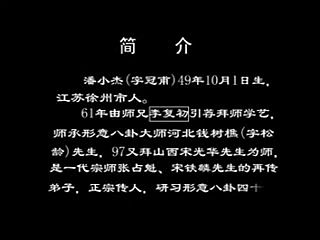 简 介
潘小杰(字冠甫)49年10月1日生，
江苏徐州市人。
61年由师兄李复初引荐拜师学艺，
师承形意八卦大师河北钱树樵(字松
龄)先生，97又拜山西宋光华先生为师，
是一代宗师张占魁、宋铁麟先生的再传
弟子，正宗传人，研习形意八卦四十